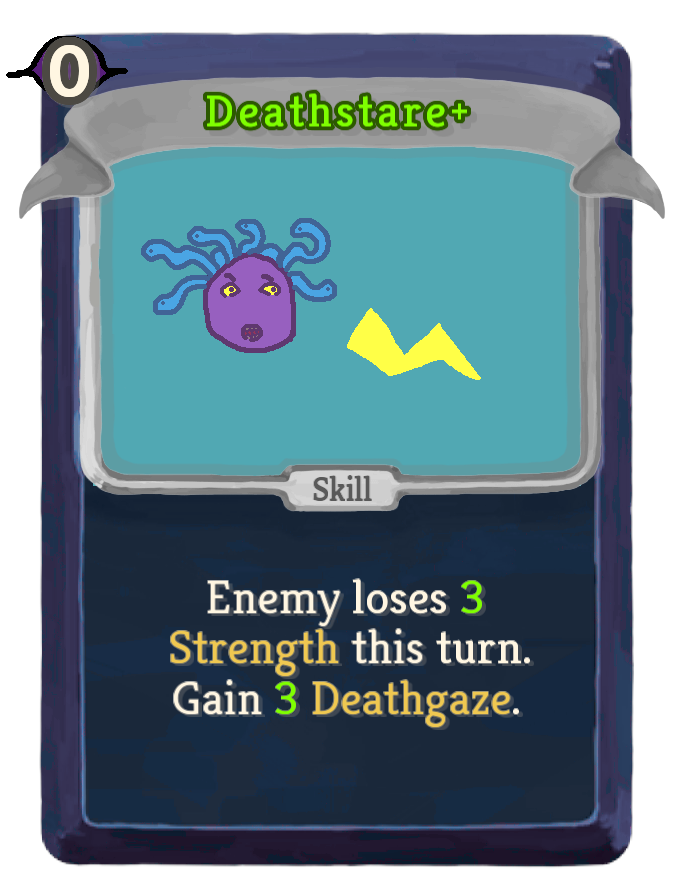 0
Deathstare+
Skill
Enemy loses 3
Strength this turn.
Gain 3 Deathgaze.